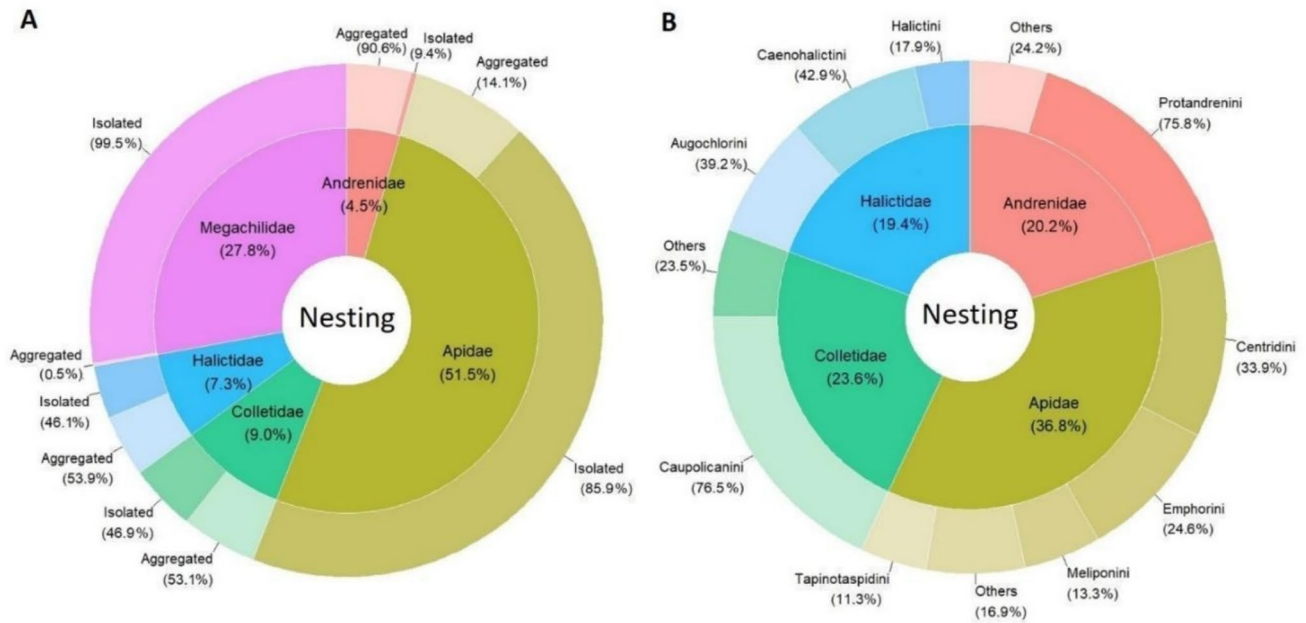 A
Aggregated
(90.6%)
Isolated
(9.4%)
Aggregated
(14.1%)
Isolated
(99.5%)
Andrenidae
(4.5%)
Megachilidae
(27.8%)
Nesting
Apidae
(51.5%)
Aggregated
(0.5%)
Halictidae
(7.3%)
Isolated
(46.1%)
Colletidae
(9.0%)
Aggregated
(53.9%)
Isolated
(85.9%)
Isolated
(46.9%)
Aggregated
(53.1%)
B
Halictini
(17.9%)
Others
(24.2%)
Caenohalictini
(42.9%)
Protandrenini
(75.8%)
Augochlorini
(39.2%)
Halictidae
(19.4%)
Andrenidae
(20.2%)
Others
(23.5%)
Nesting
Centridini
(33.9%)
Colletidae
(23.6%)
Apidae
(36.8%)
Caupolicanini
(76.5%)
Emphorini
(24.6%)
Tapinotaspidini
(11.3%)
Others
(16.9%)
Meliponini
(13.3%)